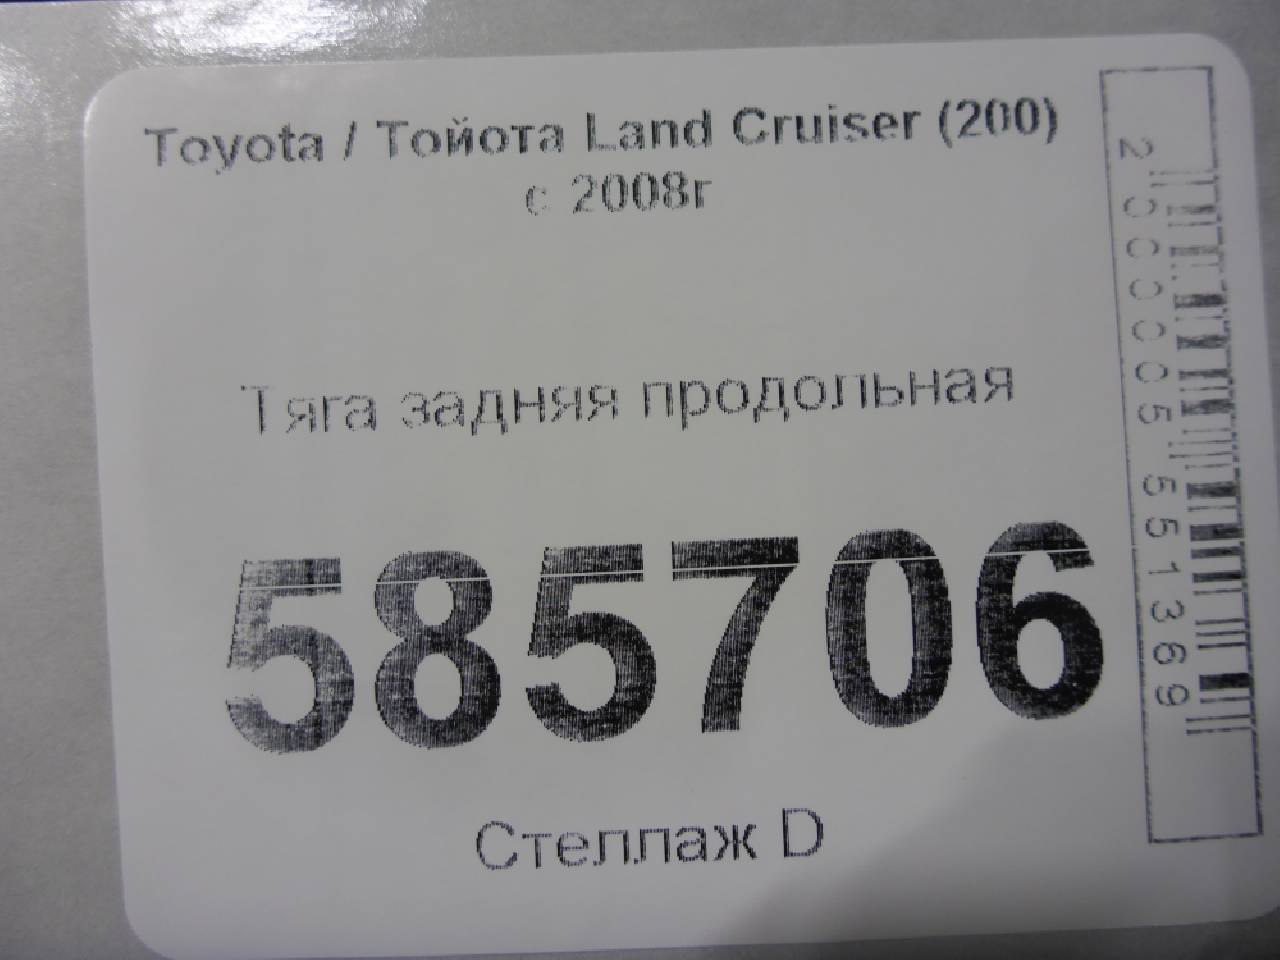 Toyota / Тойота Land Cruiser (200)
с 2008г
Тяга задняя продольная
585706
Стеллаж D
2000005551369